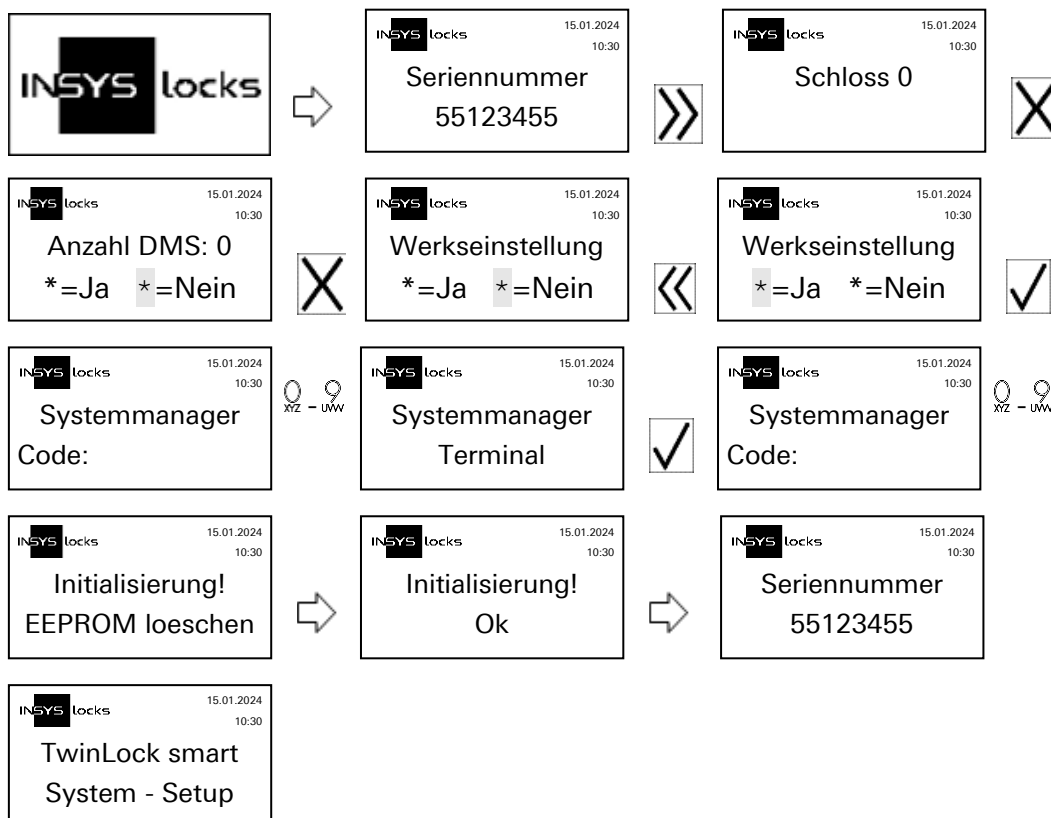 INSYS locks
INSYS locks 15.01.2024
10:30
Seriennummer
55123455
INSYS locks 15.01.2024
10:30
Schloss 0
INSYS locks 15.01.2024
10:30
Anzahl DMS: 0
*=Ja *=Nein
INSYS locks 15.01.2024
10:30
Werkseinstellung
*=Ja *=Nein
INSYS locks 15.01.2024
10:30
Werkseinstellung
*=Ja *=Nein
INSYS locks 15.01.2024
10:30
Systemmanager
Code:
0 - 9
XYZ UVW
INSYS locks 15.01.2024
10:30
Systemmanager
Terminal
INSYS locks 15.01.2024
10:30
Systemmanager
Code:
0 - 9
XYZ UVW
INSYS locks 15.01.2024
10:30
Initialisierung!
EEPROM loeschen
INSYS locks 15.01.2024
10:30
Initialisierung!
Ok
INSYS locks 15.01.2024
10:30
Seriennummer
55123455
INSYS locks 15.01.2024
10:30
TwinLock smart
System - Setup